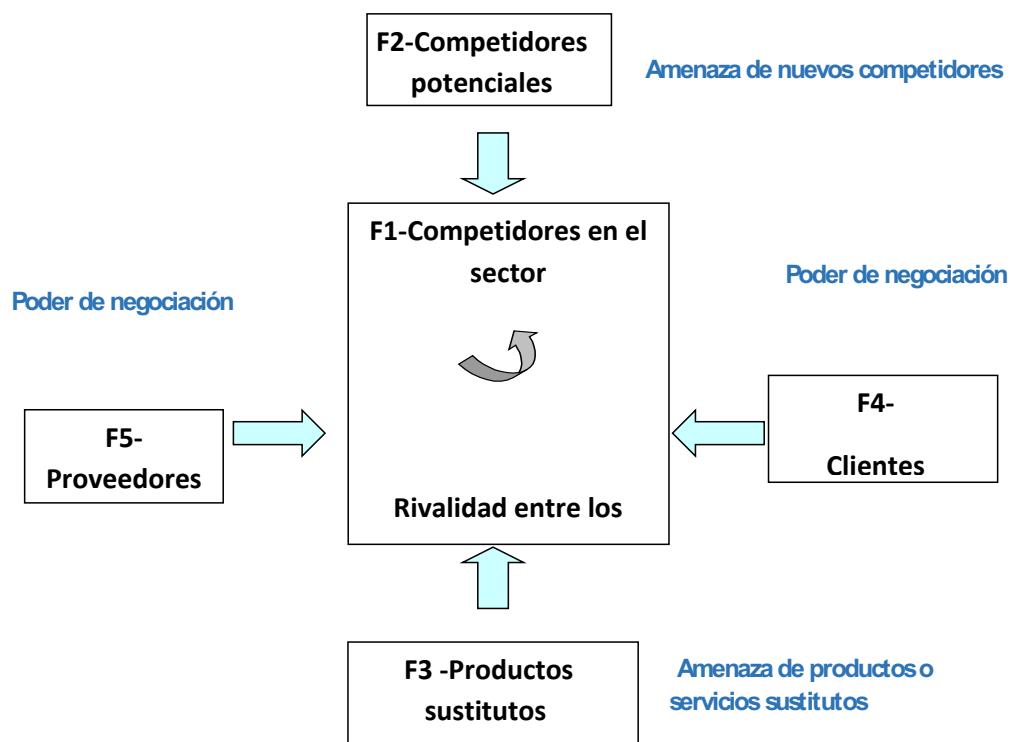 F2-Competidores
potenciales
Amenaza de nuevos competidores
F1-Competidores en el
sector
Poder de negociación
Poder de negociación
F5-
Proveedores
F4-
Clientes
Rivalidad entre los
F3 -Productos
sustitutos
Amenaza de productos o
servicios sustitutos